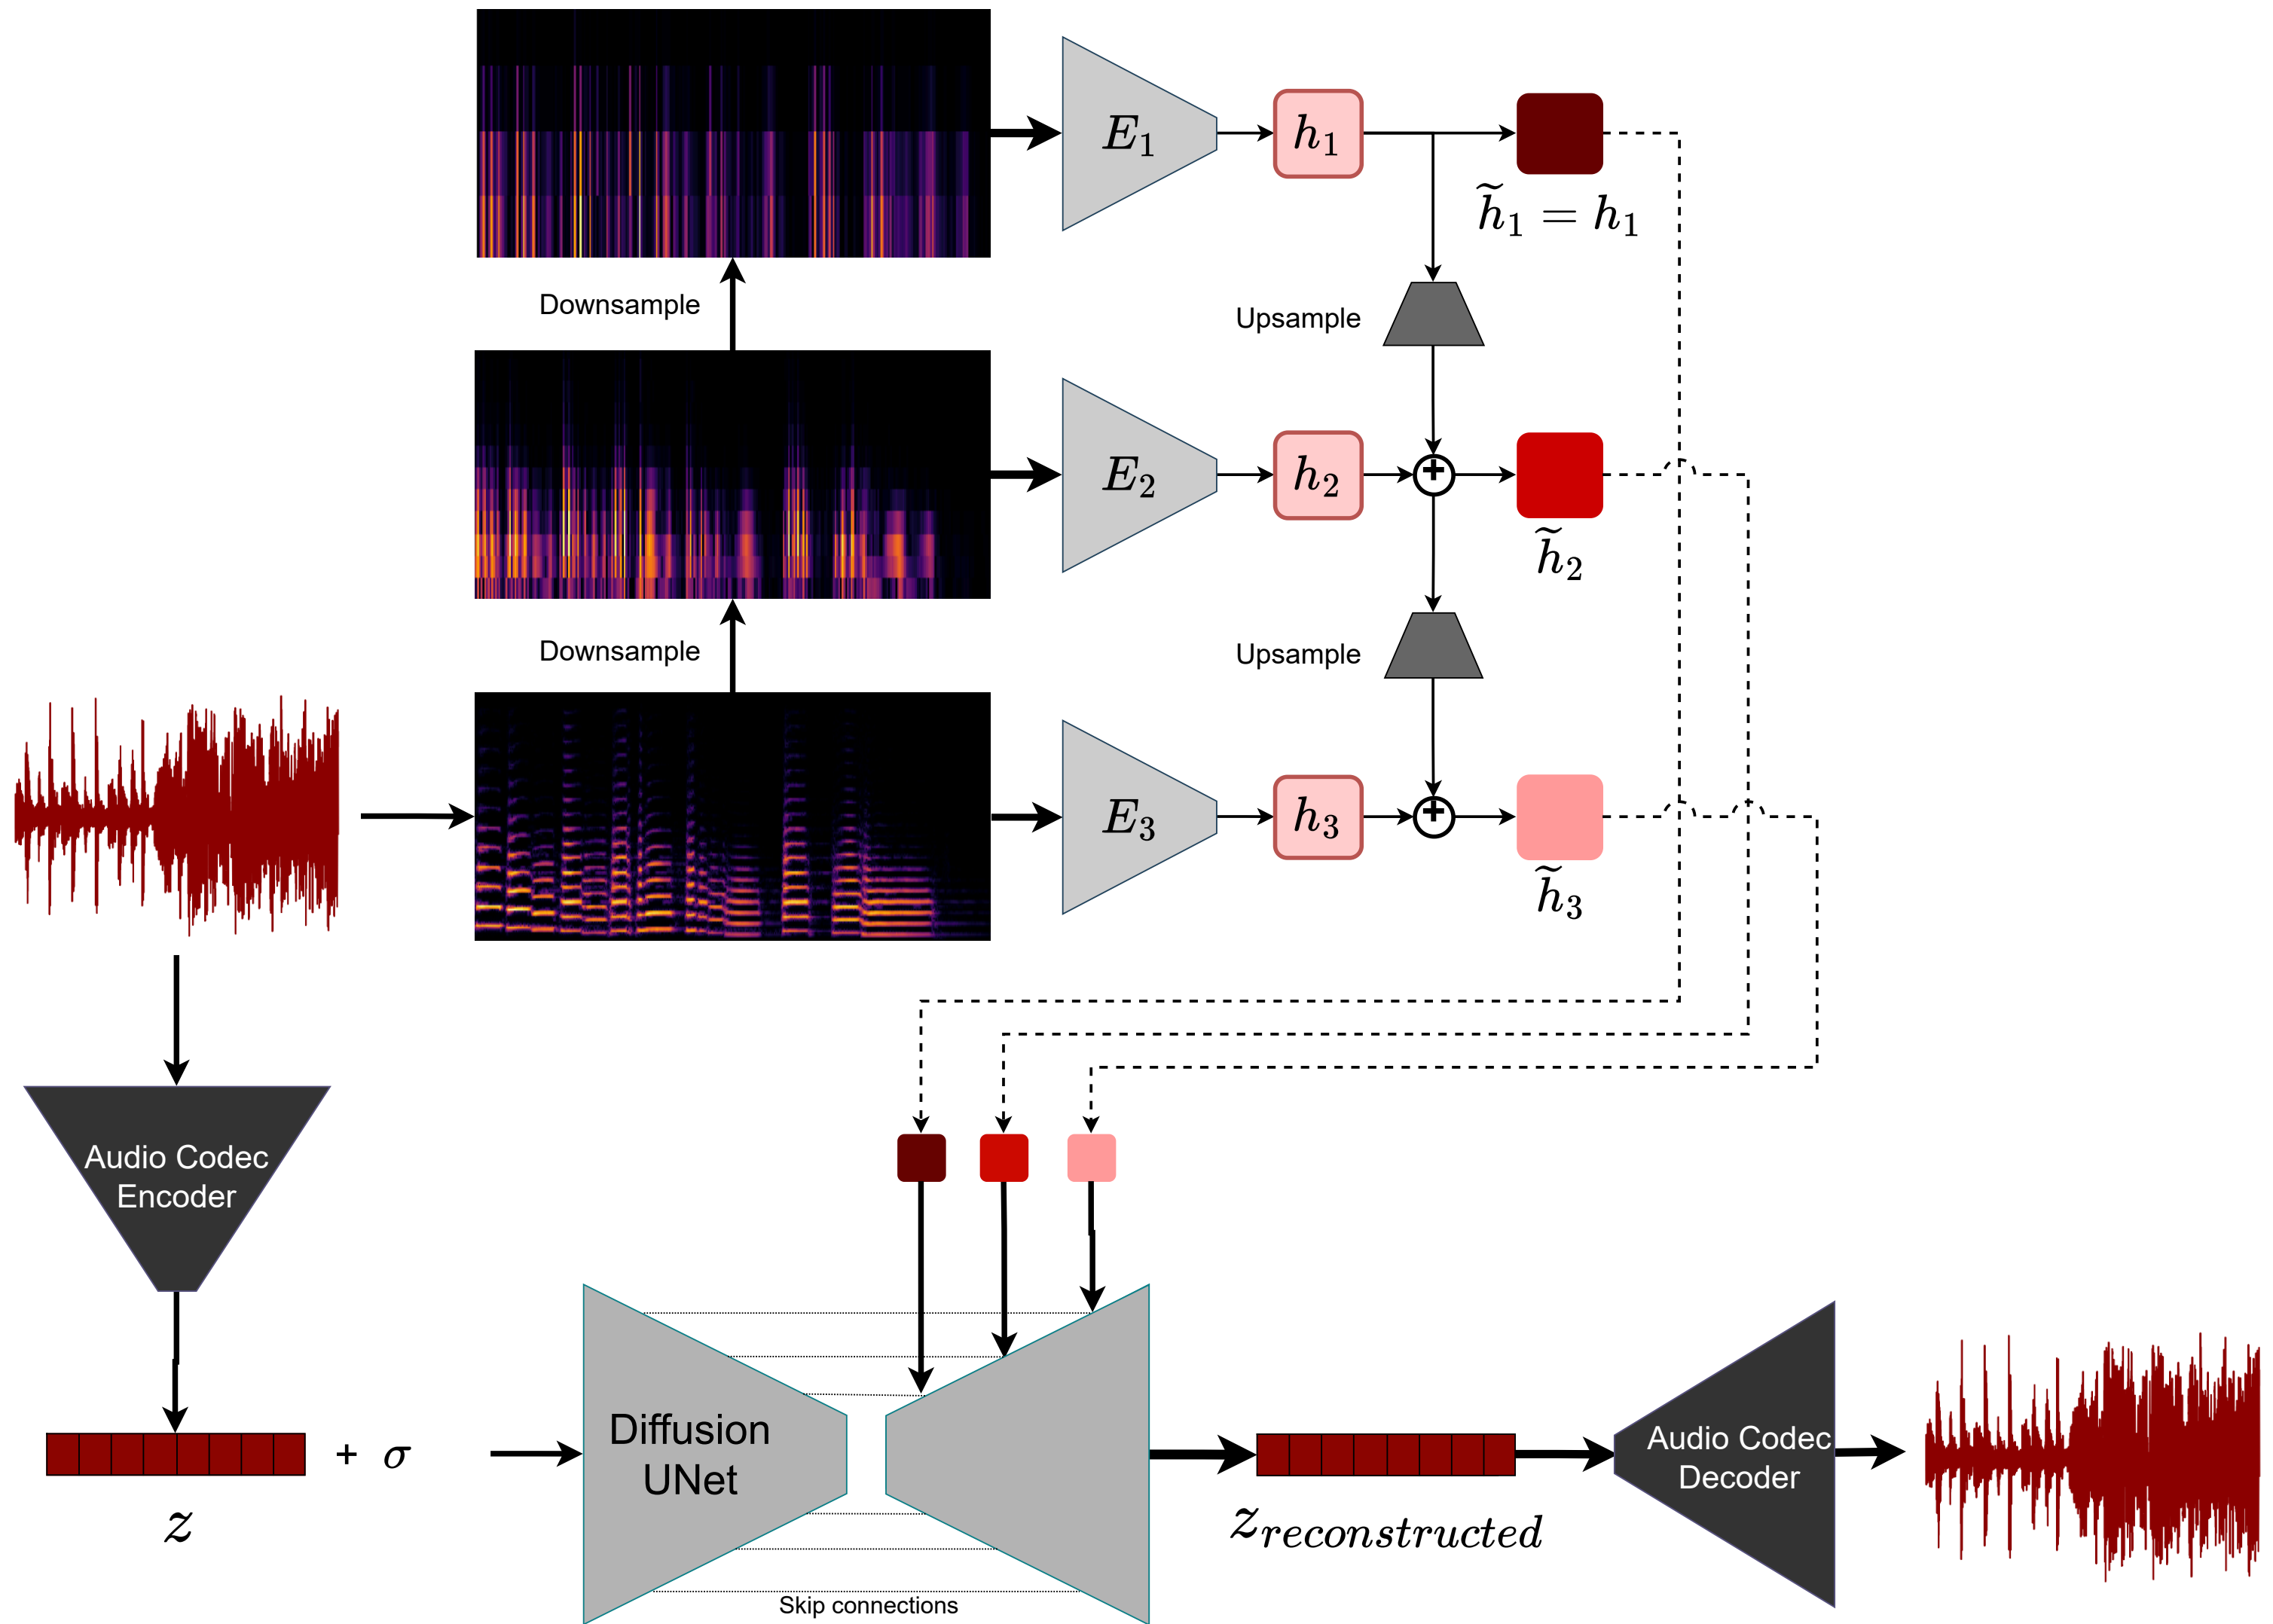 E₁
h₁
h̃₁ = h₁
Downsample
Upsample
E₂
h₂
+
h̃₂
Downsample
Upsample
E₃
h₃
+
h̃₃
Audio Codec
Encoder
Diffusion
UNet
+ σ
z
Skip connections
z_reconstructed
Audio Codec
Decoder